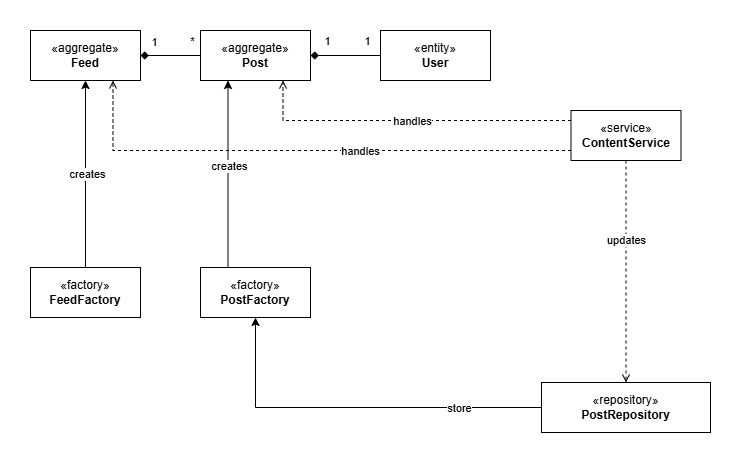 «aggregate»
Feed
1
*
«aggregate»
Post
1
1
«entity»
User
handles
handles
«service»
ContentService
creates
creates
updates
«factory»
FeedFactory
«factory»
PostFactory
store
«repository»
PostRepository